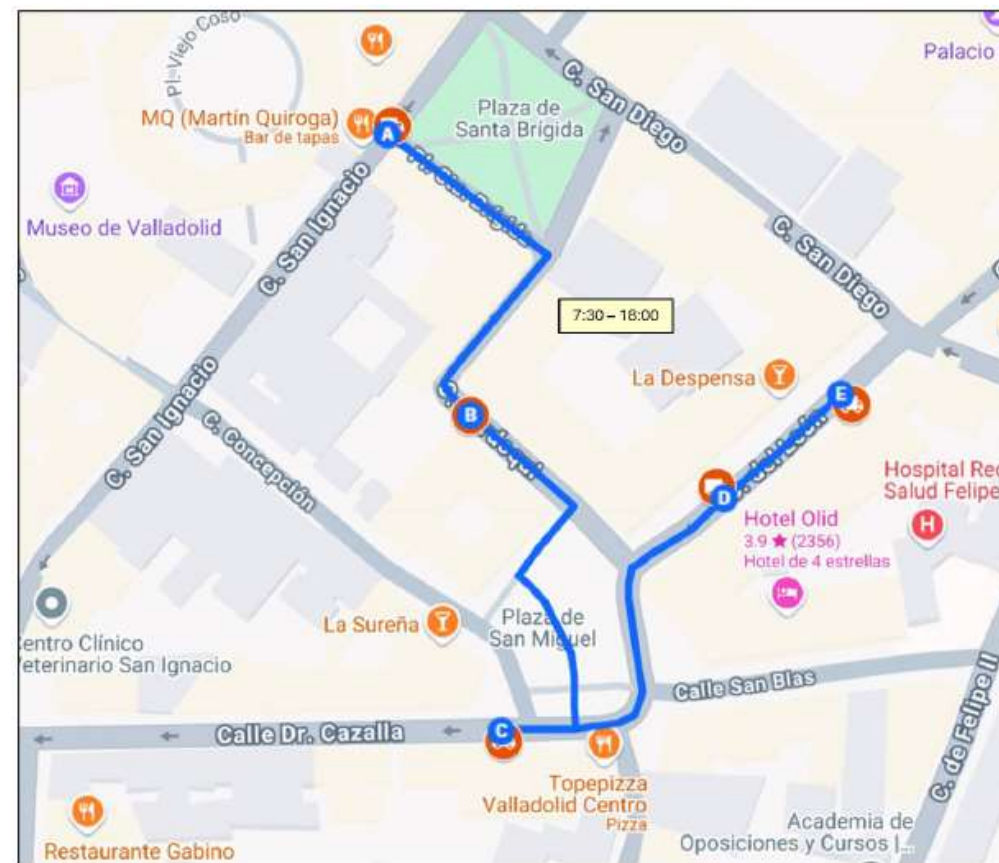 Pl. Viejo Coso
Palacio
C. San Diego
Plaza de
Santa Brígida
MQ (Martín Quiroga)
Bar de tapas
A
Museo de Valladolid
C. San Ignacio
C. San Diego
7:30 – 18:00
La Despensa
E
B
C. San Ignacio
C. Concepción
del León
Hospital Rec
Salud Felipe
H
D
Hotel Olid
3.9 ★ (2356)
Hotel de 4 estrellas
La Sureña
Plaza de
San Miguel
entro Clínico
eterinario San Ignacio
Calle San Blas
C. de Felipe II
C
Calle Dr. Cazalla
Topepizza
Valladolid Centro
Pizza
Academia de
Oposiciones y Cursos |...
Restaurante Gabino